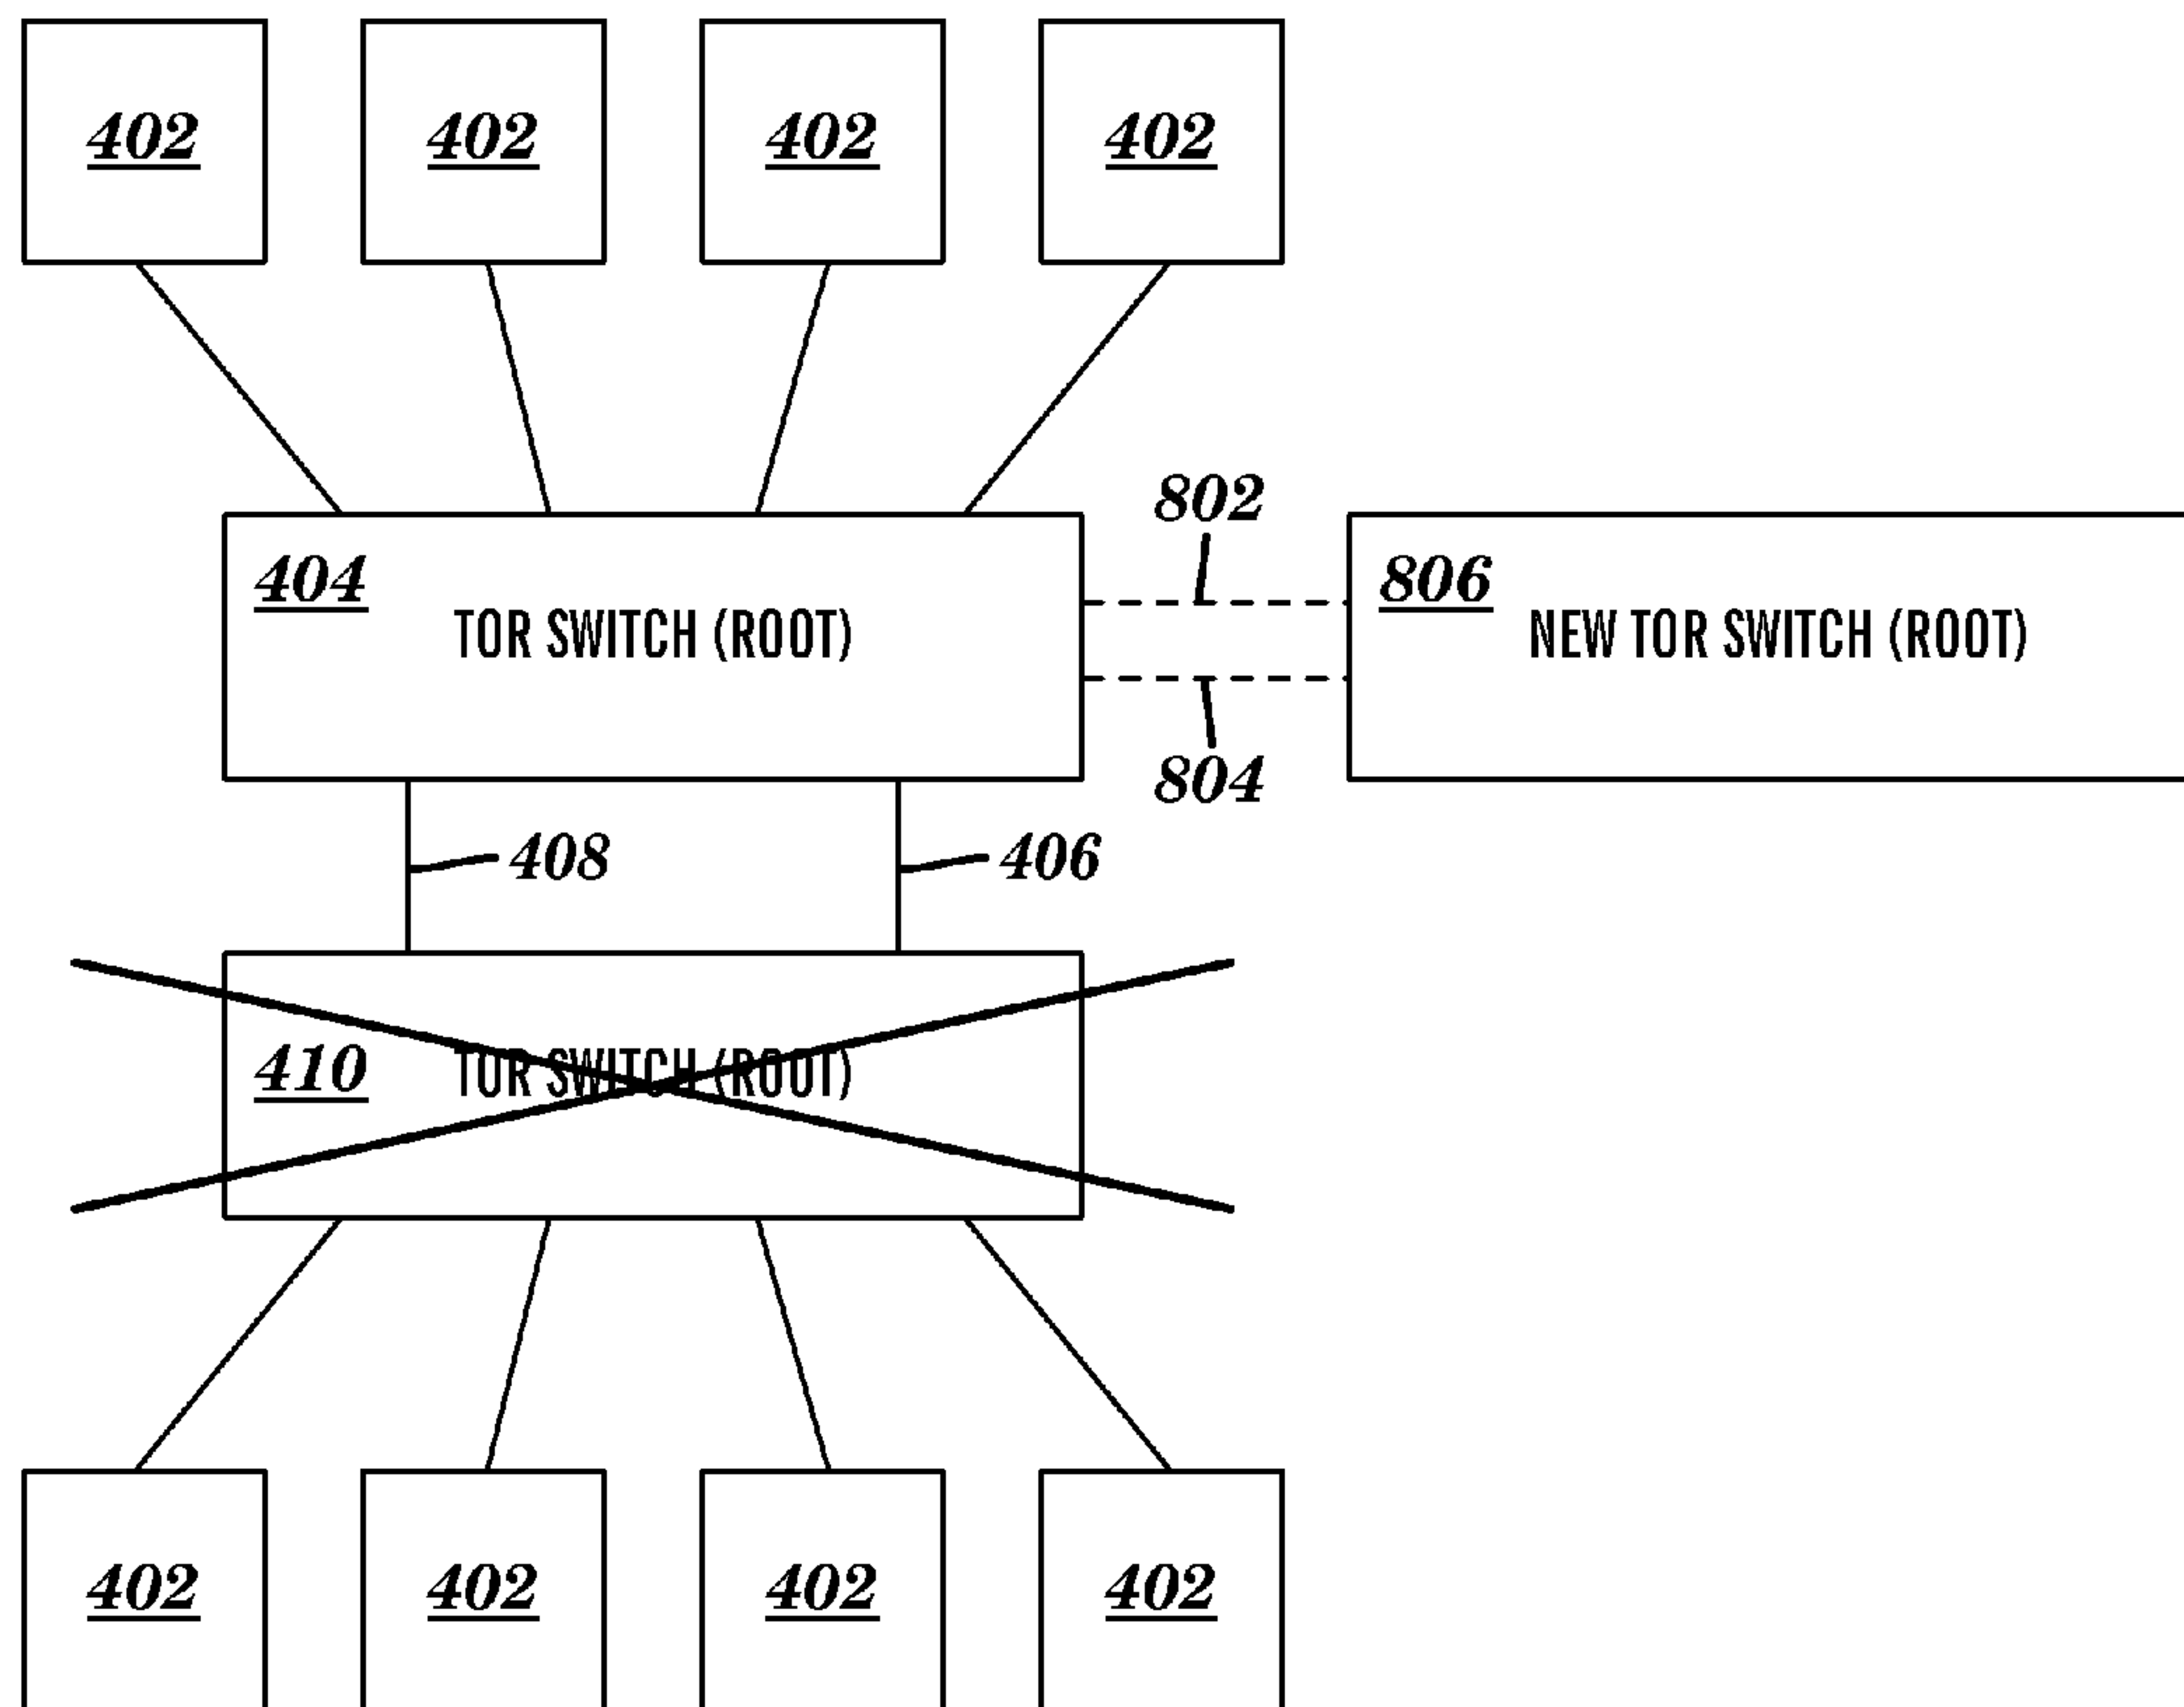 402 402 402 402
802
404 806
TOR SWITCH (ROOT) NEW TOR SWITCH (ROOT)
804
408 406
410 TOR SWITCH (ROOT)
402 402 402 402